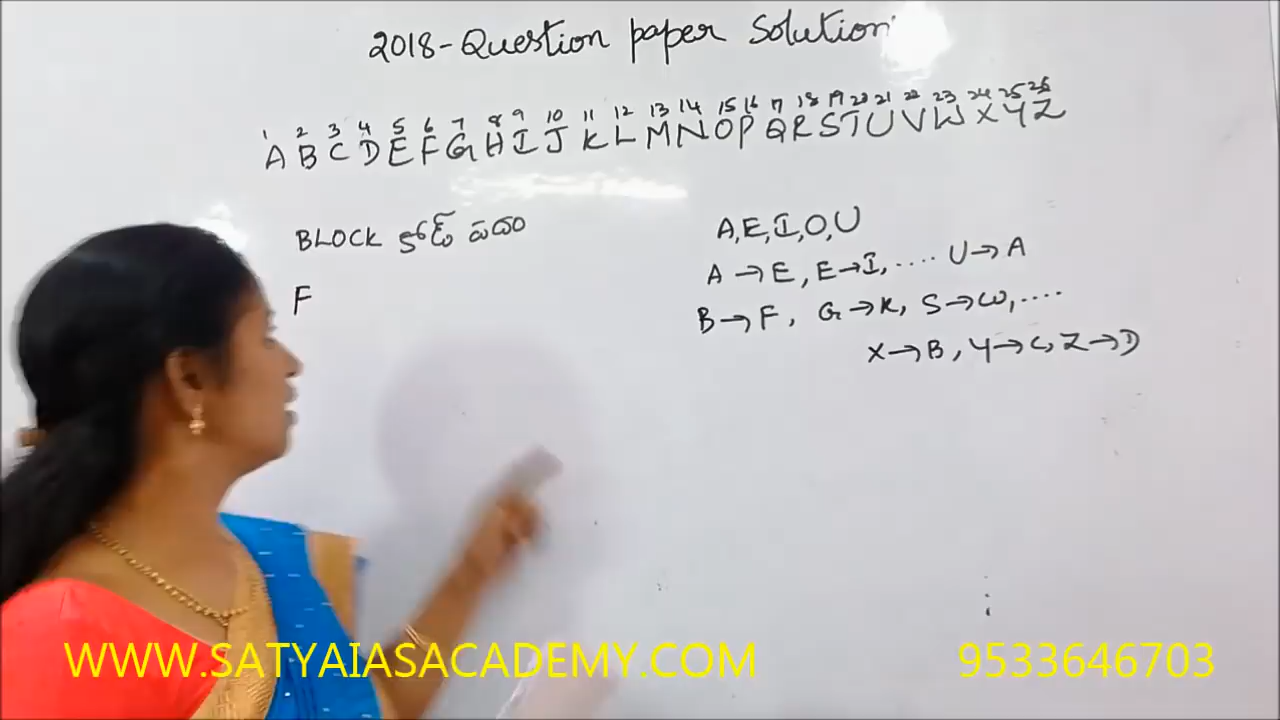 2018-Question paper Solution
1 2 3 4 5 6 7 8 9 10 11 12 13 14 15 16 17 18 19 20 21 22 23 24 25 26
A B C D E F G H I J K L M N O P Q R S T U V W X Y Z
BLOCK కోడ్ పదం
F
A,E,I,O,U
A→E, E→I,.... U→A
B→F, G→K, S→W,....
X→B, Y→C, Z→D
WWW.SATYAIASACADEMY.COM
9533646703